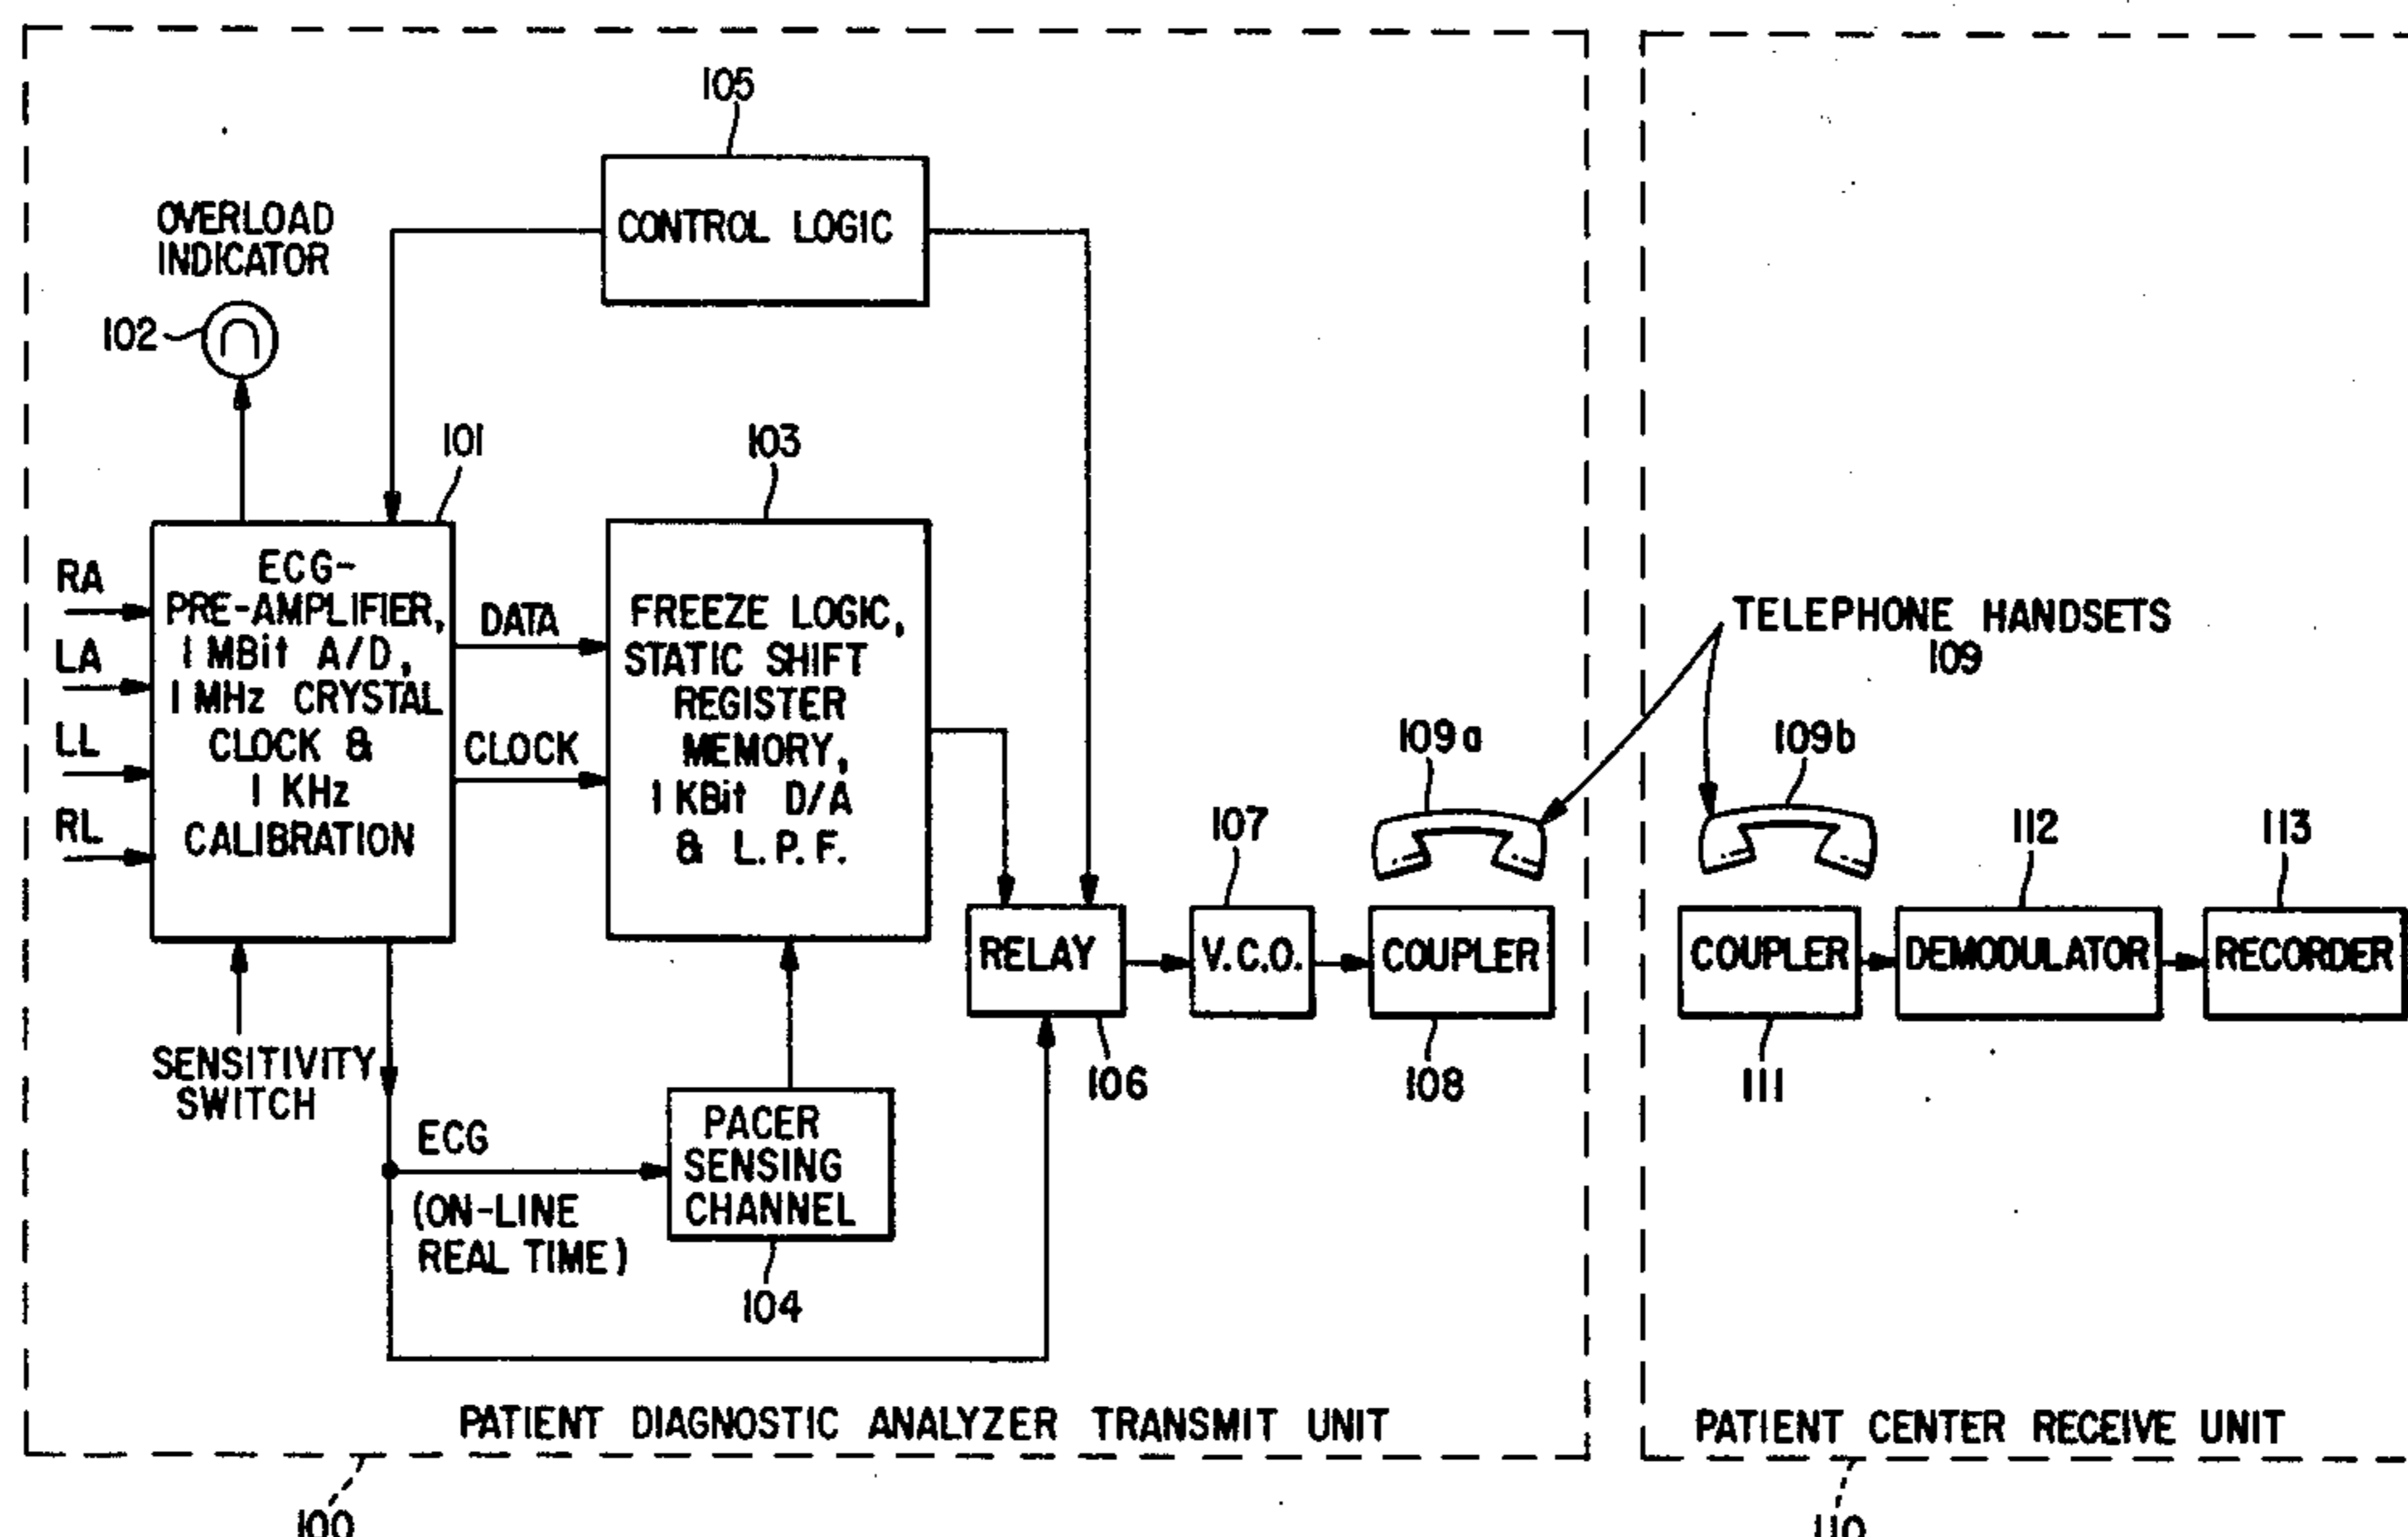 105
CONTROL LOGIC
OVERLOAD
INDICATOR
102
101
103
RA
LA
LL
RL
ECG-
PRE-AMPLIFIER,
1 MBit A/D,
1 MHz CRYSTAL
CLOCK &
1 KHz
CALIBRATION
DATA
CLOCK
FREEZE LOGIC,
STATIC SHIFT
REGISTER
MEMORY,
1 KBit D/A
& L.P.F.
TELEPHONE HANDSETS
109
109a
109b
107
112
113
RELAY
V.C.O.
COUPLER
COUPLER
DEMODULATOR
RECORDER
106
108
111
SENSITIVITY
SWITCH
ECG
(ON-LINE
REAL TIME)
PACER
SENSING
CHANNEL
104
PATIENT DIAGNOSTIC ANALYZER TRANSMIT UNIT
PATIENT CENTER RECEIVE UNIT
100
110